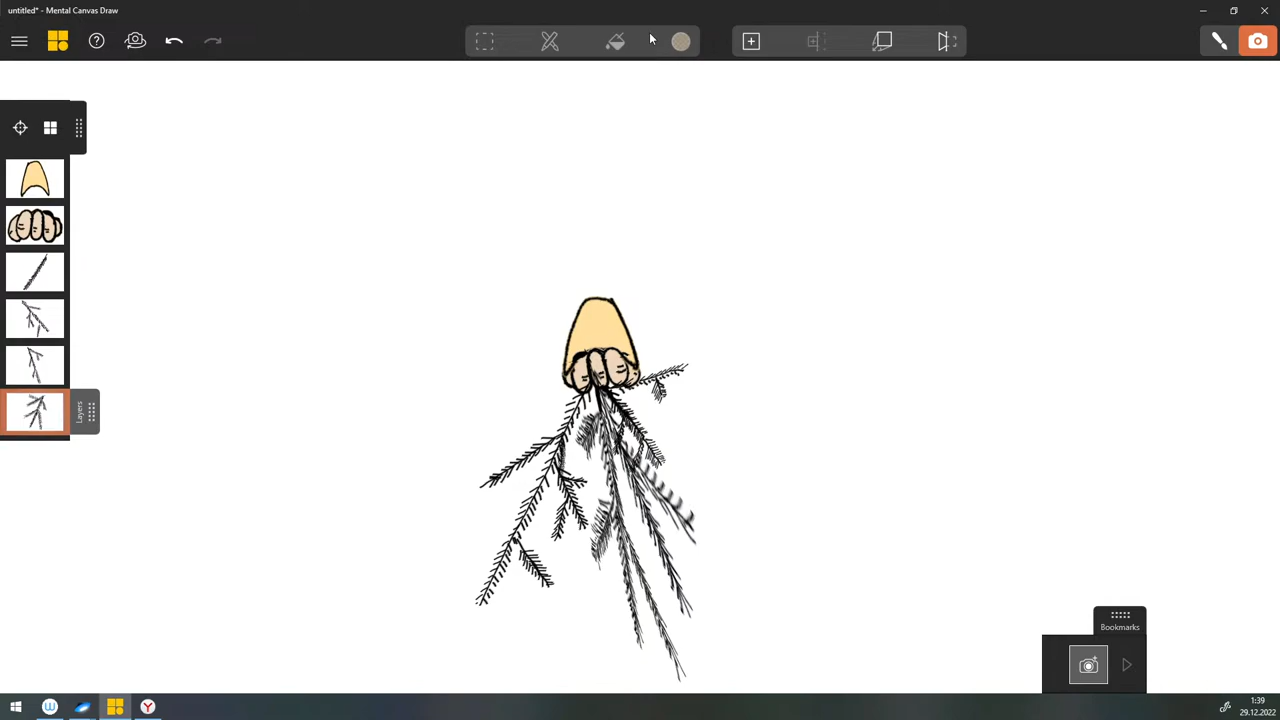 untitled* - Mental Canvas Draw
Layers
Bookmarks
1:39
29.12.2022